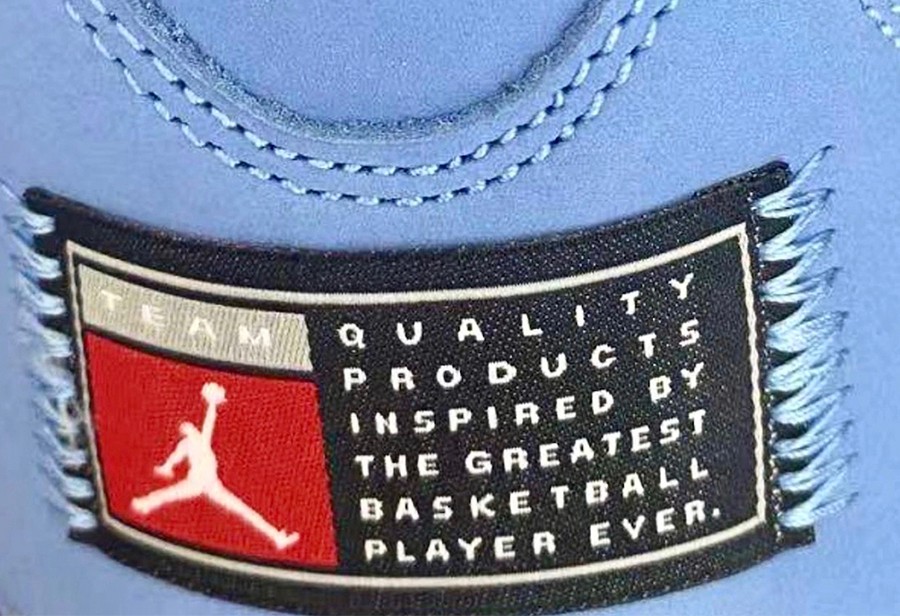 TEAM
QUALITY
PRODUCTS
INSPIRED BY
THE GREATEST
BASKETBALL
PLAYER EVER.